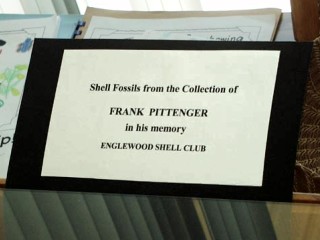 Shell Fossils from the Collection of
FRANK PITTENGER
in his memory
ENGLEWOOD SHELL CLUB